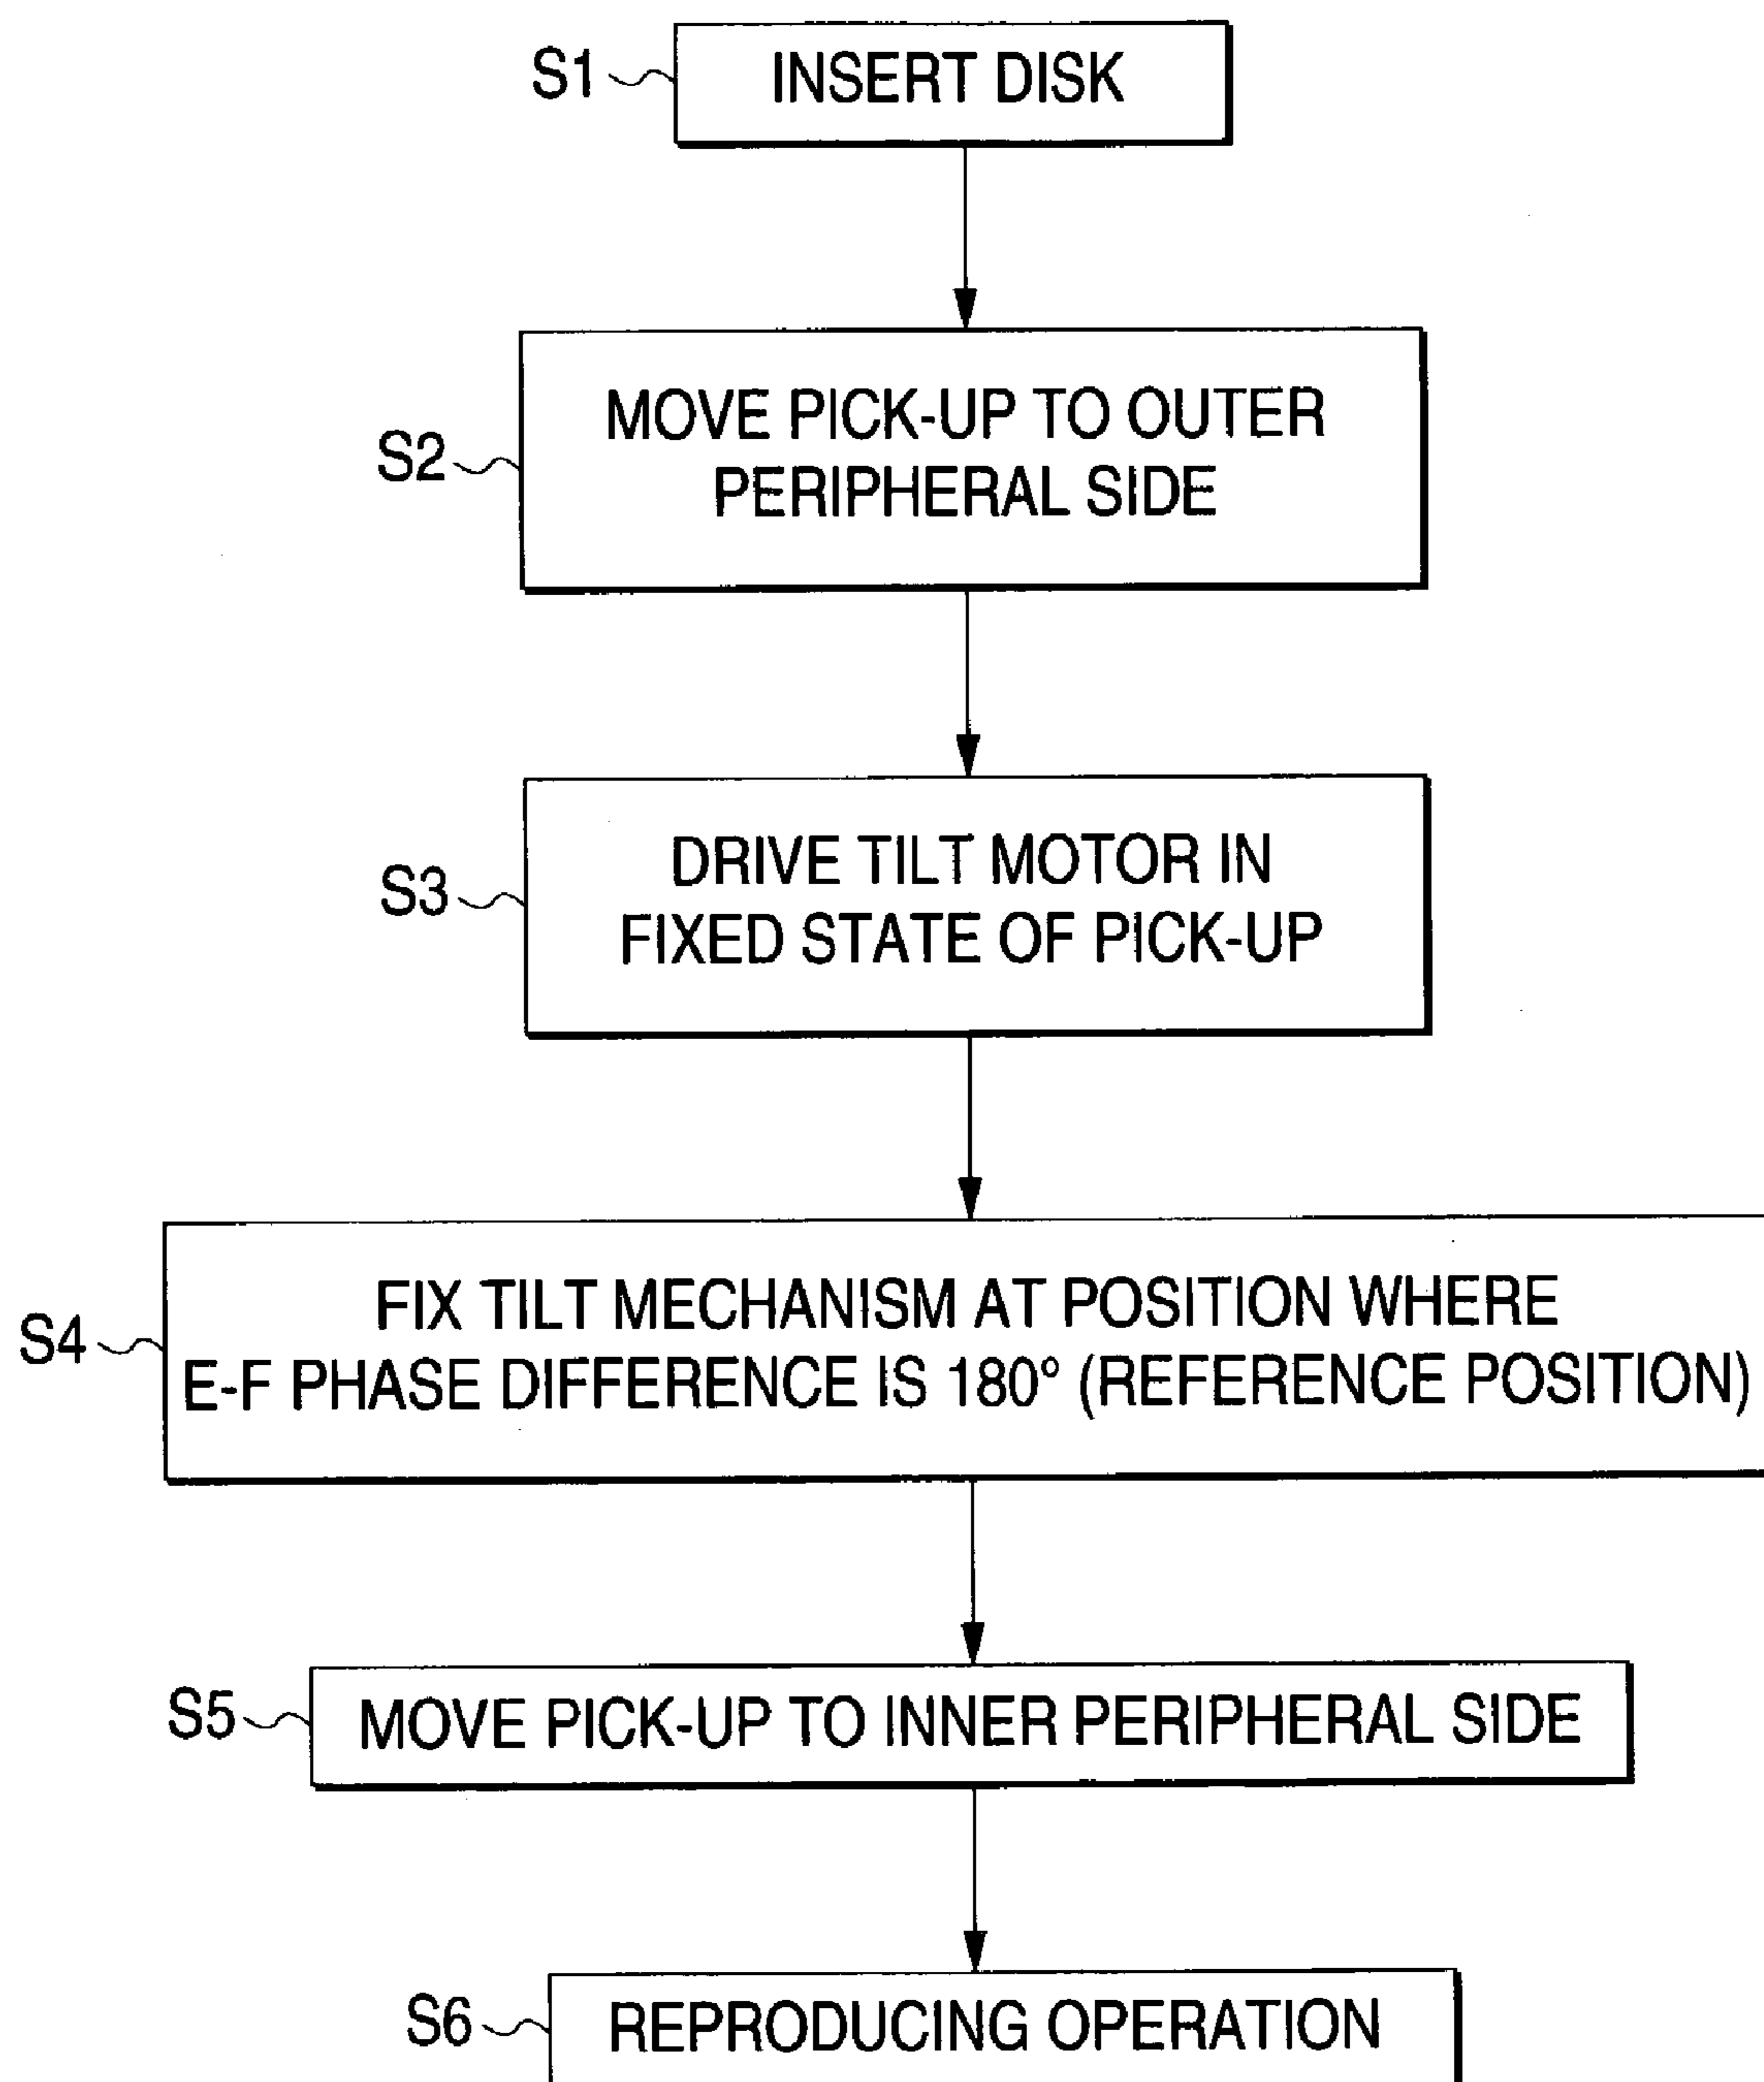 S1
INSERT DISK
S2
MOVE PICK-UP TO OUTER
PERIPHERAL SIDE
S3
DRIVE TILT MOTOR IN
FIXED STATE OF PICK-UP
S4
FIX TILT MECHANISM AT POSITION WHERE
E-F PHASE DIFFERENCE IS 180° (REFERENCE POSITION)
S5
MOVE PICK-UP TO INNER PERIPHERAL SIDE
S6
REPRODUCING OPERATION